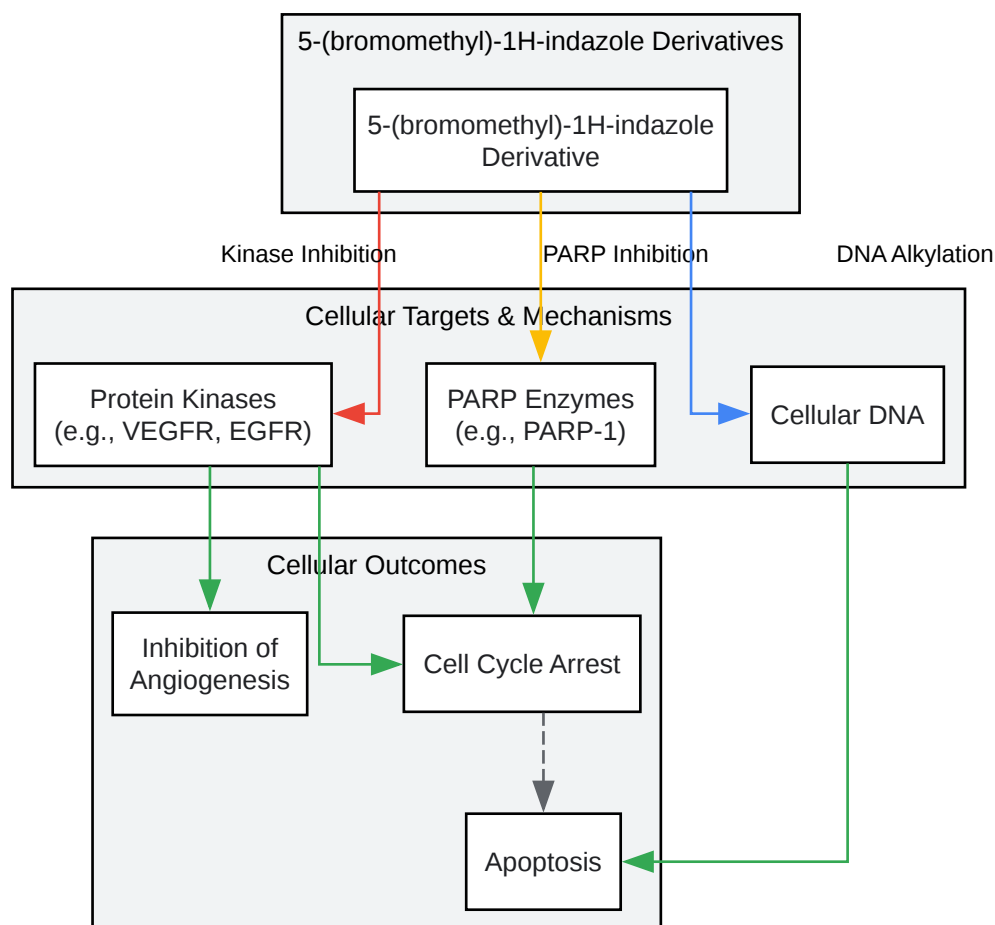 5-(bromomethyl)-1H-indazole Derivatives
5-(bromomethyl)-1H-indazole
Derivative
Kinase Inhibition
PARP Inhibition
DNA Alkylation
Cellular Targets & Mechanisms
Protein Kinases
(e.g., VEGFR, EGFR)
PARP Enzymes
(e.g., PARP-1)
Cellular DNA
Cellular Outcomes
Inhibition of
Angiogenesis
Cell Cycle Arrest
Apoptosis